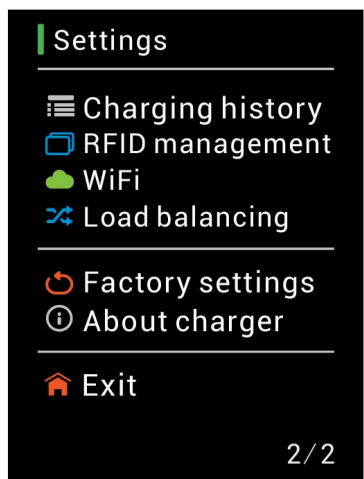 Settings
Charging history
RFID management
WiFi
Load balancing
Factory settings
About charger
Exit
2/2